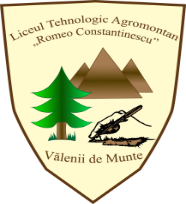 Liceul Tehnologic Agromontan
„Romeo Constantinescu”
Vălenii de Munte